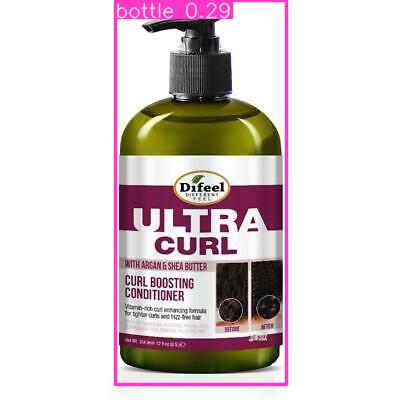 bottle 0.29
Difeel
DIFFERENT
FEEL
ULTRA
CURL
WITH ARGAN & SHEA BUTTER
CURL BOOSTING
CONDITIONER
Vitamin-rich curl enhancing formula
for tighter curls and frizz-free hair
BEFORE
AFTER